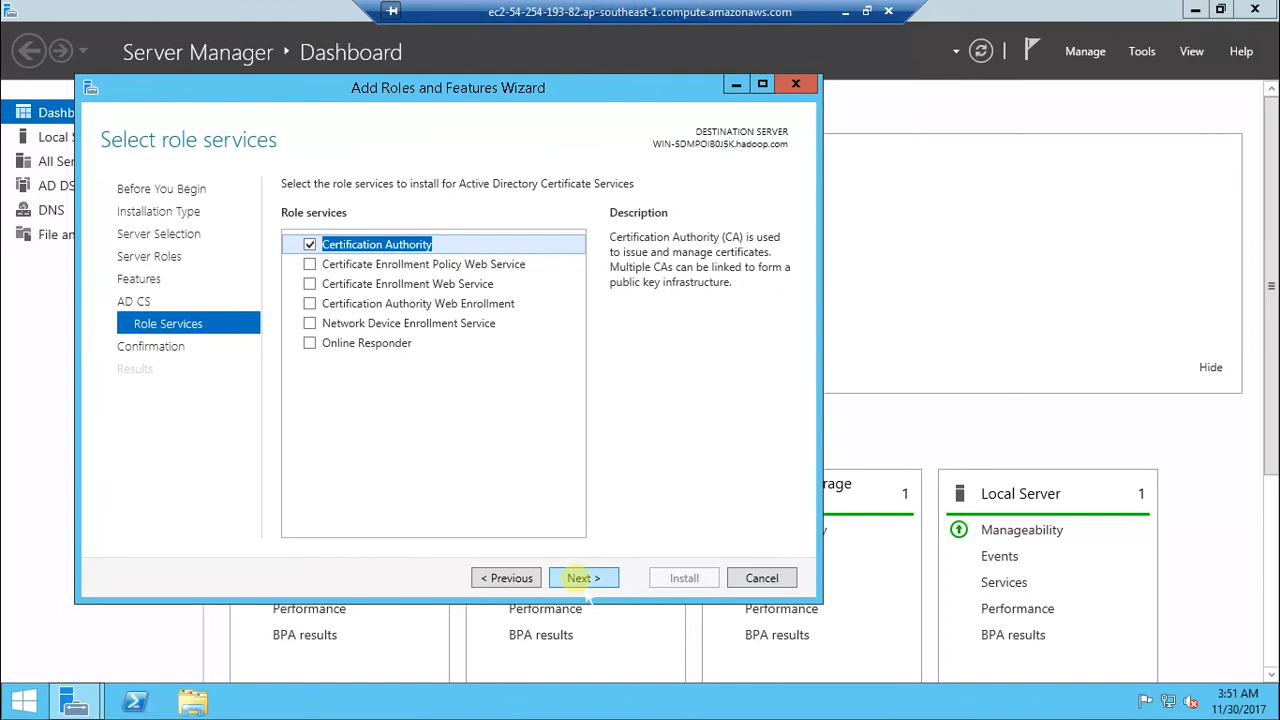 ec2-54-254-193-82.ap-southeast-1.compute.amazonaws.com
Server Manager
Dashboard
Manage
Tools
View
Help
Dashb
Local
All Se
AD DS
DNS
File an
Add Roles and Features Wizard
Select role services
DESTINATION SERVER
WIN-5DMPOIB0J5K.hadoop.com
Before You Begin
Installation Type
Server Selection
Server Roles
Features
AD CS
Role Services
Confirmation
Results
Select the role services to install for Active Directory Certificate Services
Role services
Certification Authority
Certificate Enrollment Policy Web Service
Certificate Enrollment Web Service
Certification Authority Web Enrollment
Network Device Enrollment Service
Online Responder
Description
Certification Authority (CA) is used
to issue and manage certificates.
Multiple CAs can be linked to form a
public key infrastructure.
< Previous
Next >
Install
Cancel
Hide
rage
1
Local Server
1
Manageability
Events
Services
Performance
BPA results
Performance
BPA results
Performance
BPA results
Performance
BPA results
3:51 AM
11/30/2017